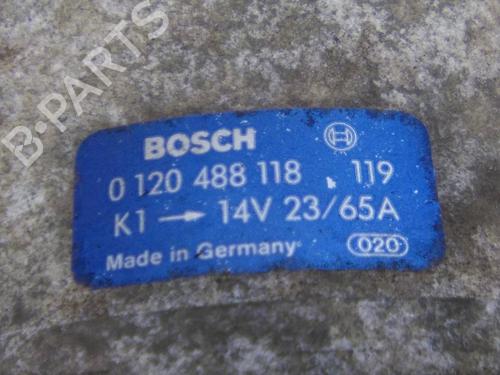 B-PARTS
BOSCH
0 120 488 118 119
K1 → 14V 23/65A
Made in Germany 020